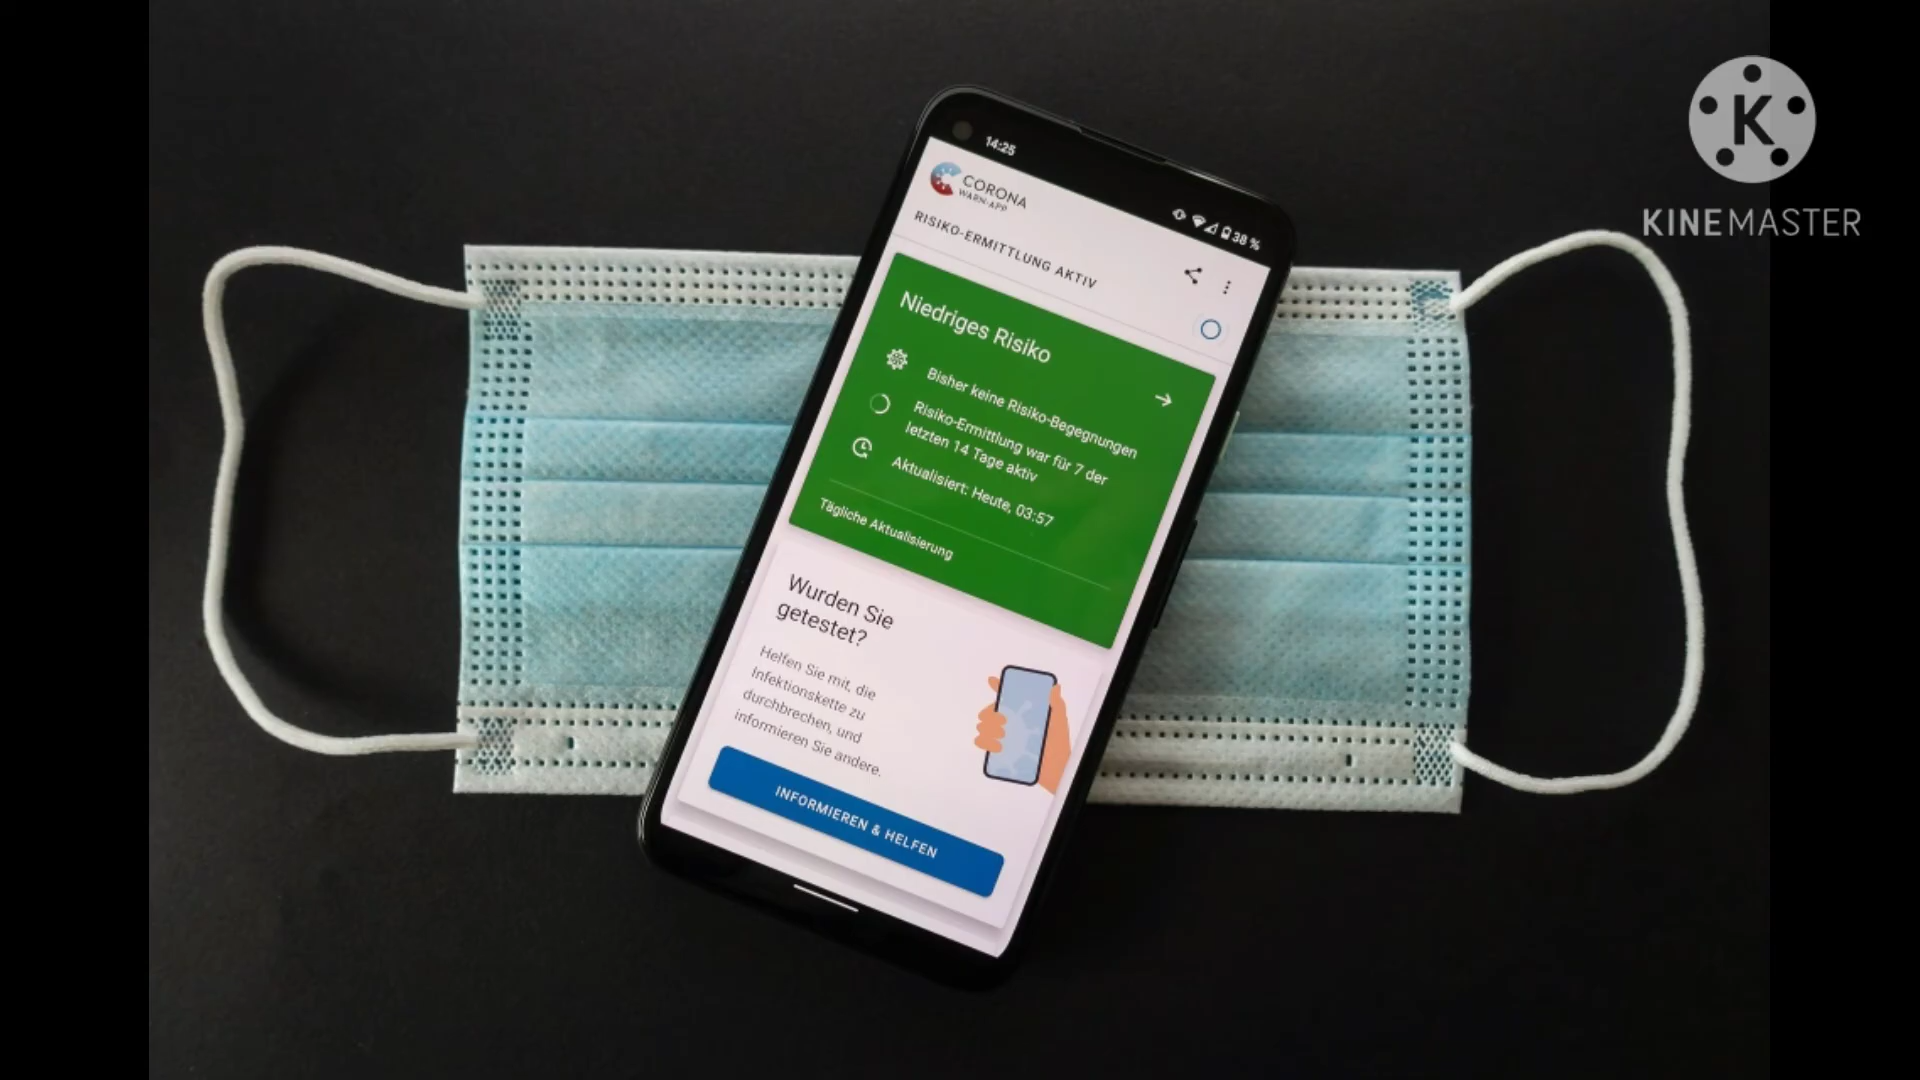 14:25
38 %
CORONA
WARN-APP
RISIKO-ERMITTLUNG AKTIV
Niedriges Risiko
Bisher keine Risiko-Begegnungen
Risiko-Ermittlung war für 7 der
letzten 14 Tage aktiv
Aktualisiert: Heute, 03:57
Tägliche Aktualisierung
Wurden Sie
getestet?
Helfen Sie mit, die
Infektionskette zu
durchbrechen, und
informieren Sie andere.
INFORMIEREN & HELFEN
K
KINEMASTER